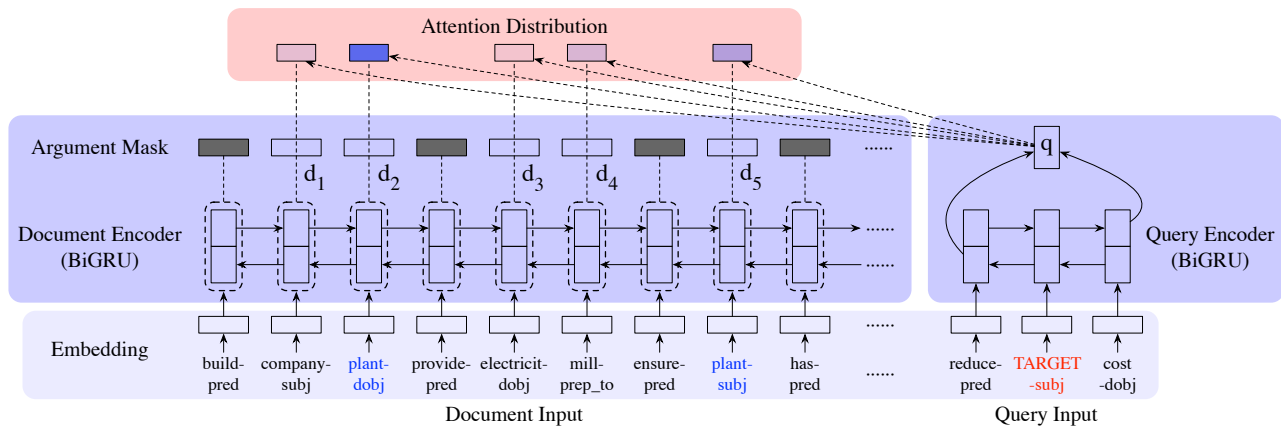 Attention Distribution
Argument Mask
......
q
d1 d2 d3 d4 d5
Document Encoder
(BiGRU)
......
......
Query Encoder
(BiGRU)
Embedding
......
build-
pred
company-
subj
plant-
dobj
provide-
pred
electricit-
dobj
mill-
prep_to
ensure-
pred
plant-
subj
has-
pred
......
reduce-
pred
TARGET
-subj
cost
-dobj
Document Input
Query Input